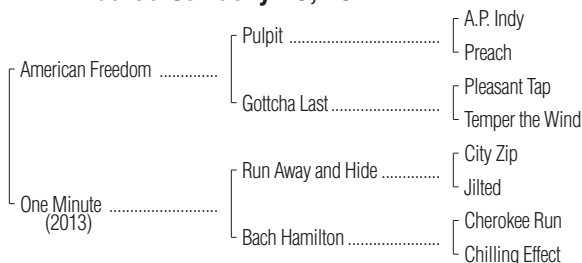 A.P. Indy
Pulpit
Preach
American Freedom
Pleasant Tap
Gottcha Last
Temper the Wind
City Zip
Run Away and Hide
Jilted
One Minute
(2013)
Cherokee Run
Bach Hamilton
Chilling Effect